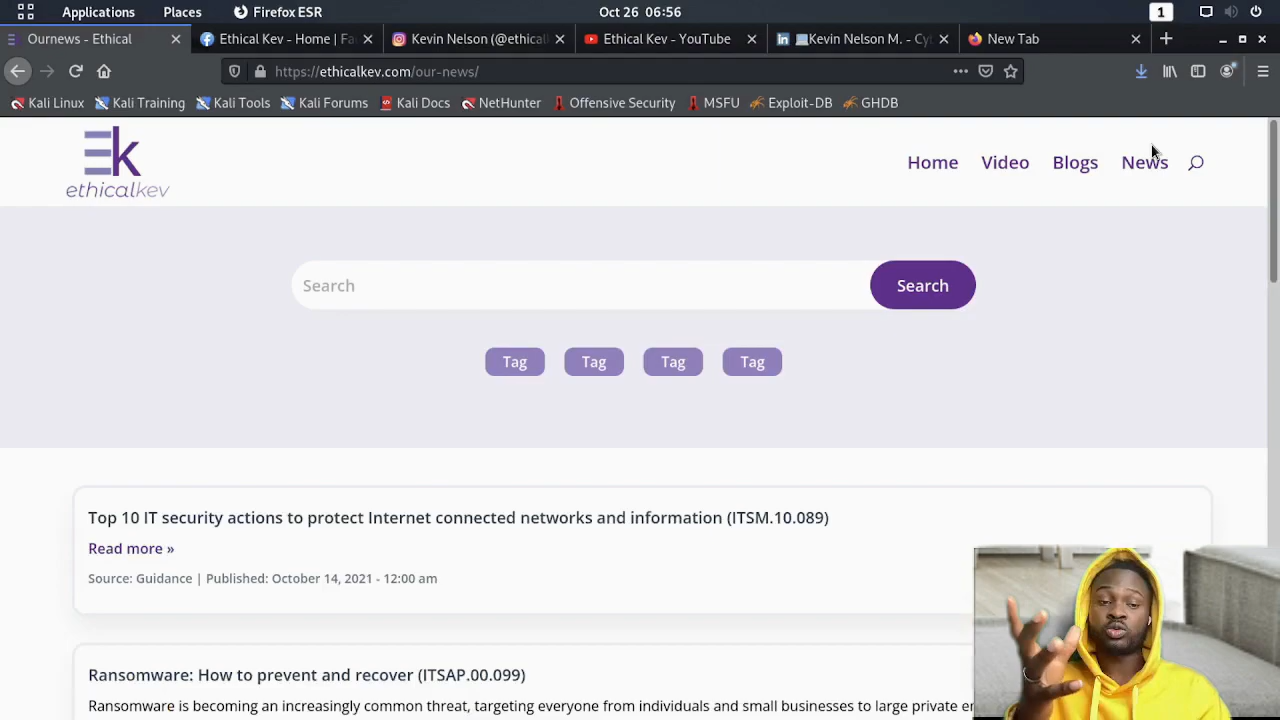 Applications Places Firefox ESR Oct 26 06:56 1
Ournews - Ethical Ethical Kev - Home | Fa Kevin Nelson (@ethical Ethical Kev - YouTube Kevin Nelson M. - Cyt New Tab
https://ethicalkev.com/our-news/
Kali Linux Kali Training Kali Tools Kali Forums Kali Docs NetHunter Offensive Security MSFU Exploit-DB GHDB
Ek
ethicalkev
Home Video Blogs News
Search Search
Tag Tag Tag Tag
Top 10 IT security actions to protect Internet connected networks and information (ITSM.10.089)
Read more »
Source: Guidance | Published: October 14, 2021 - 12:00 am
Ransomware: How to prevent and recover (ITSAP.00.099)
Ransomware is becoming an increasingly common threat, targeting everyone from individuals and small businesses to large private en